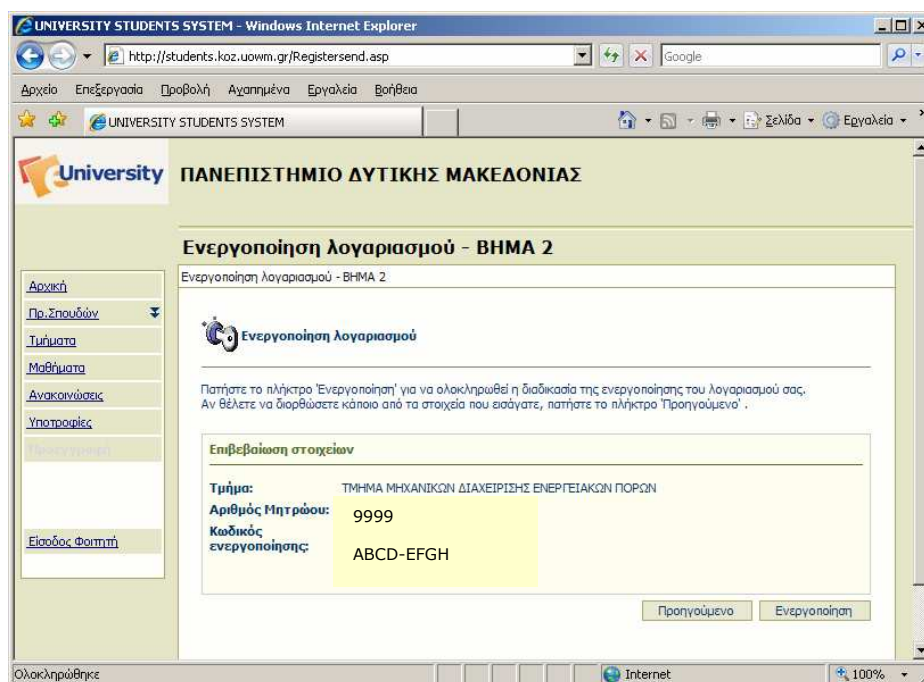 UNIVERSITY STUDENTS SYSTEM - Windows Internet Explorer
http://students.koz.uowm.gr/Registersend.asp
Google
Αρχείο Επεξεργασία Προβολή Αγαπημένα Εργαλεία Βοήθεια
UNIVERSITY STUDENTS SYSTEM
Σελίδα Εργαλεία
University
ΠΑΝΕΠΙΣΤΗΜΙΟ ΔΥΤΙΚΗΣ ΜΑΚΕΔΟΝΙΑΣ
Ενεργοποίηση λογαριασμού - ΒΗΜΑ 2
Ενεργοποίηση λογαριασμού - ΒΗΜΑ 2
Αρχική
Πρ.Σπουδών
Τμήματα
Μαθήματα
Ανακοινώσεις
Υποτροφίες
Είσοδος Φοιτητή
Ενεργοποίηση λογαριασμού
Πατήστε το πλήκτρο 'Ενεργοποίηση' για να ολοκληρωθεί η διαδικασία της ενεργοποίησης του λογαριασμού σας.
Αν θέλετε να διορθώσετε κάποιο από τα στοιχεία που εισάγατε, πατήστε το πλήκτρο 'Προηγούμενο' .
Επιβεβαίωση στοιχείων
Τμήμα: ΤΜΗΜΑ ΜΗΧΑΝΙΚΩΝ ΔΙΑΧΕΙΡΙΣΗΣ ΕΝΕΡΓΕΙΑΚΩΝ ΠΟΡΩΝ
Αριθμός Μητρώου: 9999
Κωδικός
ενεργοποίησης: ABCD-EFGH
Προηγούμενο Ενεργοποίηση
Ολοκληρώθηκε Internet 100%